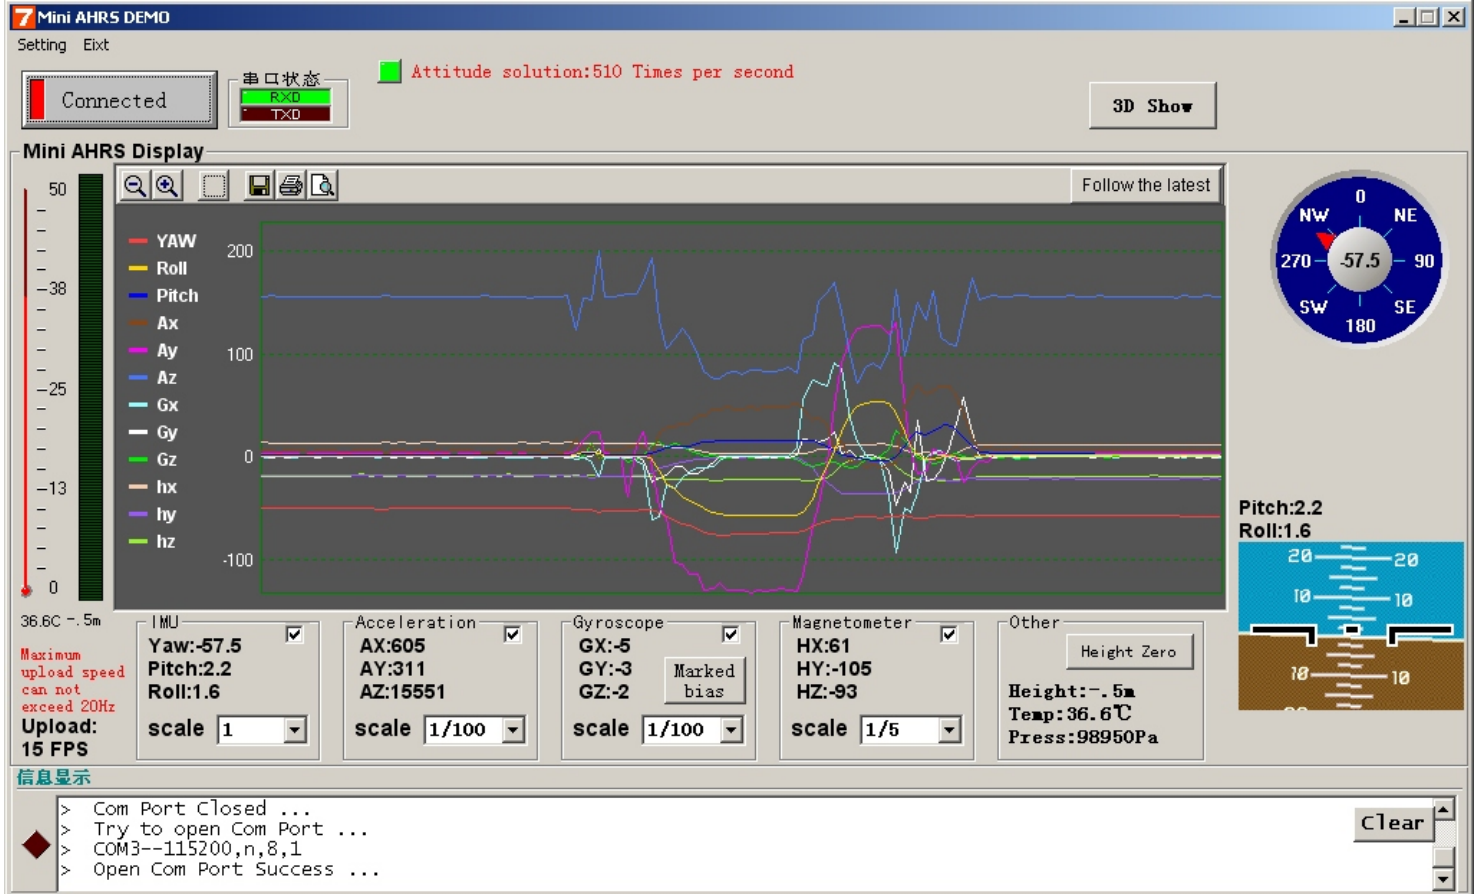 Mini AHRS DEMO
Setting Eixt
Connected
串口状态
RXD
TXD
Attitude solution:510 Times per second
3D Show
Mini AHRS Display
Follow the latest
50
38
25
13
0
36.6C -.5m
YAW
Roll
Pitch
Ax
Ay
Az
Gx
Gy
Gz
hx
hy
hz
200
100
0
-100
0
NE
90
SE
180
SW
270
NW
-57.5
Pitch:2.2
Roll:1.6
20 20
10 10
10 10
Maximum
upload speed
can not
exceed 20Hz
Upload:
15 FPS
IMU
Yaw:-57.5
Pitch:2.2
Roll:1.6
scale 1
Acceleration
AX:605
AY:311
AZ:15551
scale 1/100
Gyroscope
GX:-5
GY:-3
GZ:-2
Marked
bias
scale 1/100
Magnetometer
HX:61
HY:-105
HZ:-93
scale 1/5
Other
Height Zero
Height:-.5m
Temp:36.6℃
Press:98950Pa
信息显示
> Com Port Closed ...
> Try to open Com Port ...
> COM3--115200,n,8,1
> Open Com Port Success ...
Clear